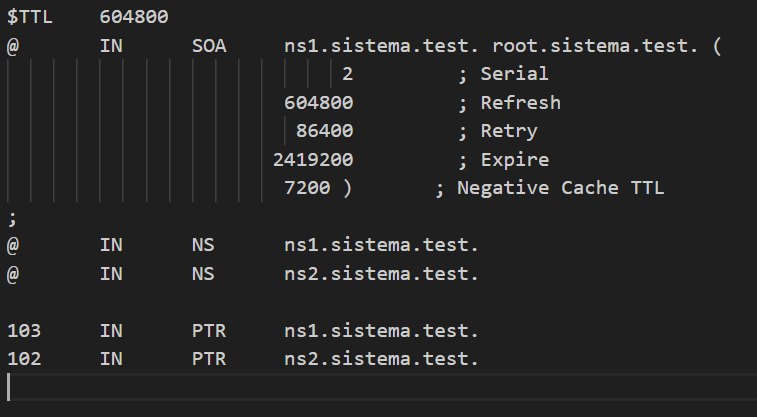 $TTL    604800
@       IN      SOA     ns1.sistema.test. root.sistema.test. (
                             2         ; Serial
                        604800         ; Refresh
                         86400         ; Retry
                       2419200         ; Expire
                        7200 )       ; Negative Cache TTL
;
@       IN      NS      ns1.sistema.test.
@       IN      NS      ns2.sistema.test.

103     IN      PTR     ns1.sistema.test.
102     IN      PTR     ns2.sistema.test.